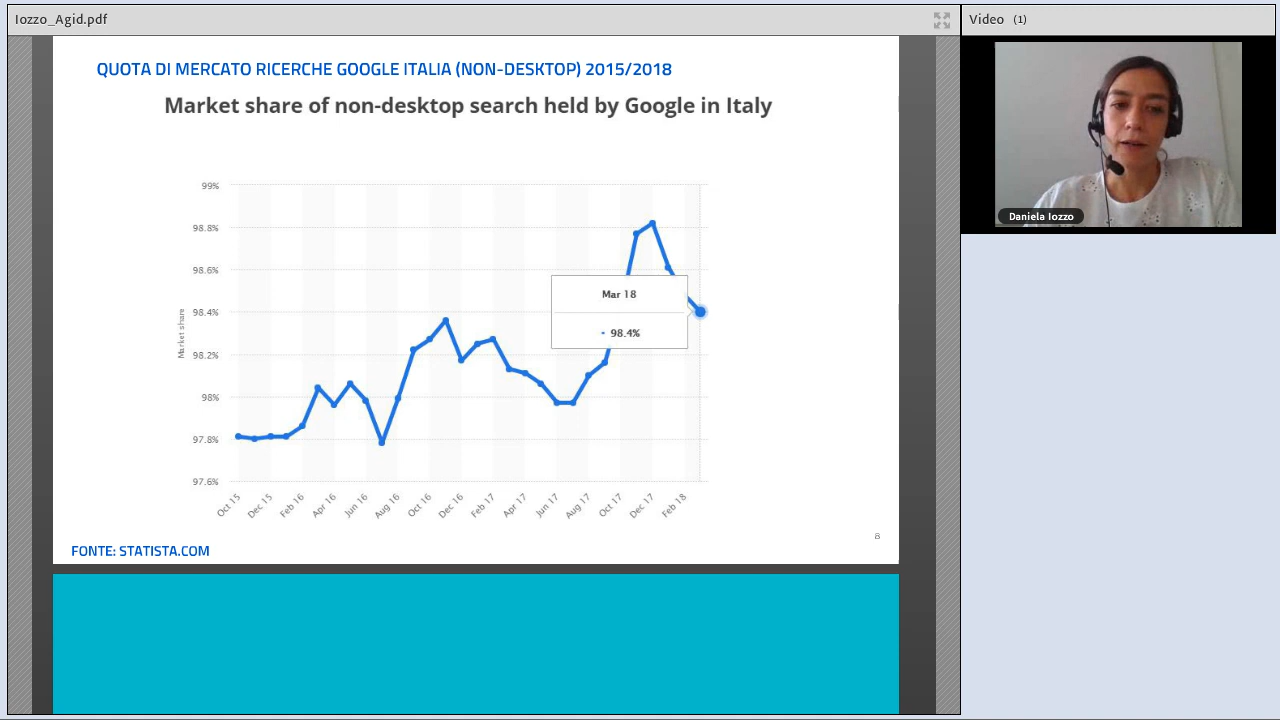 Iozzo_Agid.pdf
Video (1)
QUOTA DI MERCATO RICERCHE GOOGLE ITALIA (NON-DESKTOP) 2015/2018
Market share of non-desktop search held by Google in Italy
99%
98.8%
98.6%
98.4%
98.2%
98%
97.8%
97.6%
Market share
Mar 18
98.4%
Oct 15
Dec 15
Feb 16
Apr 16
Jun 16
Aug 16
Oct 16
Dec 16
Feb 17
Apr 17
Jun 17
Aug 17
Oct 17
Dec 17
Feb 18
8
FONTE: STATISTA.COM
Daniela Iozzo